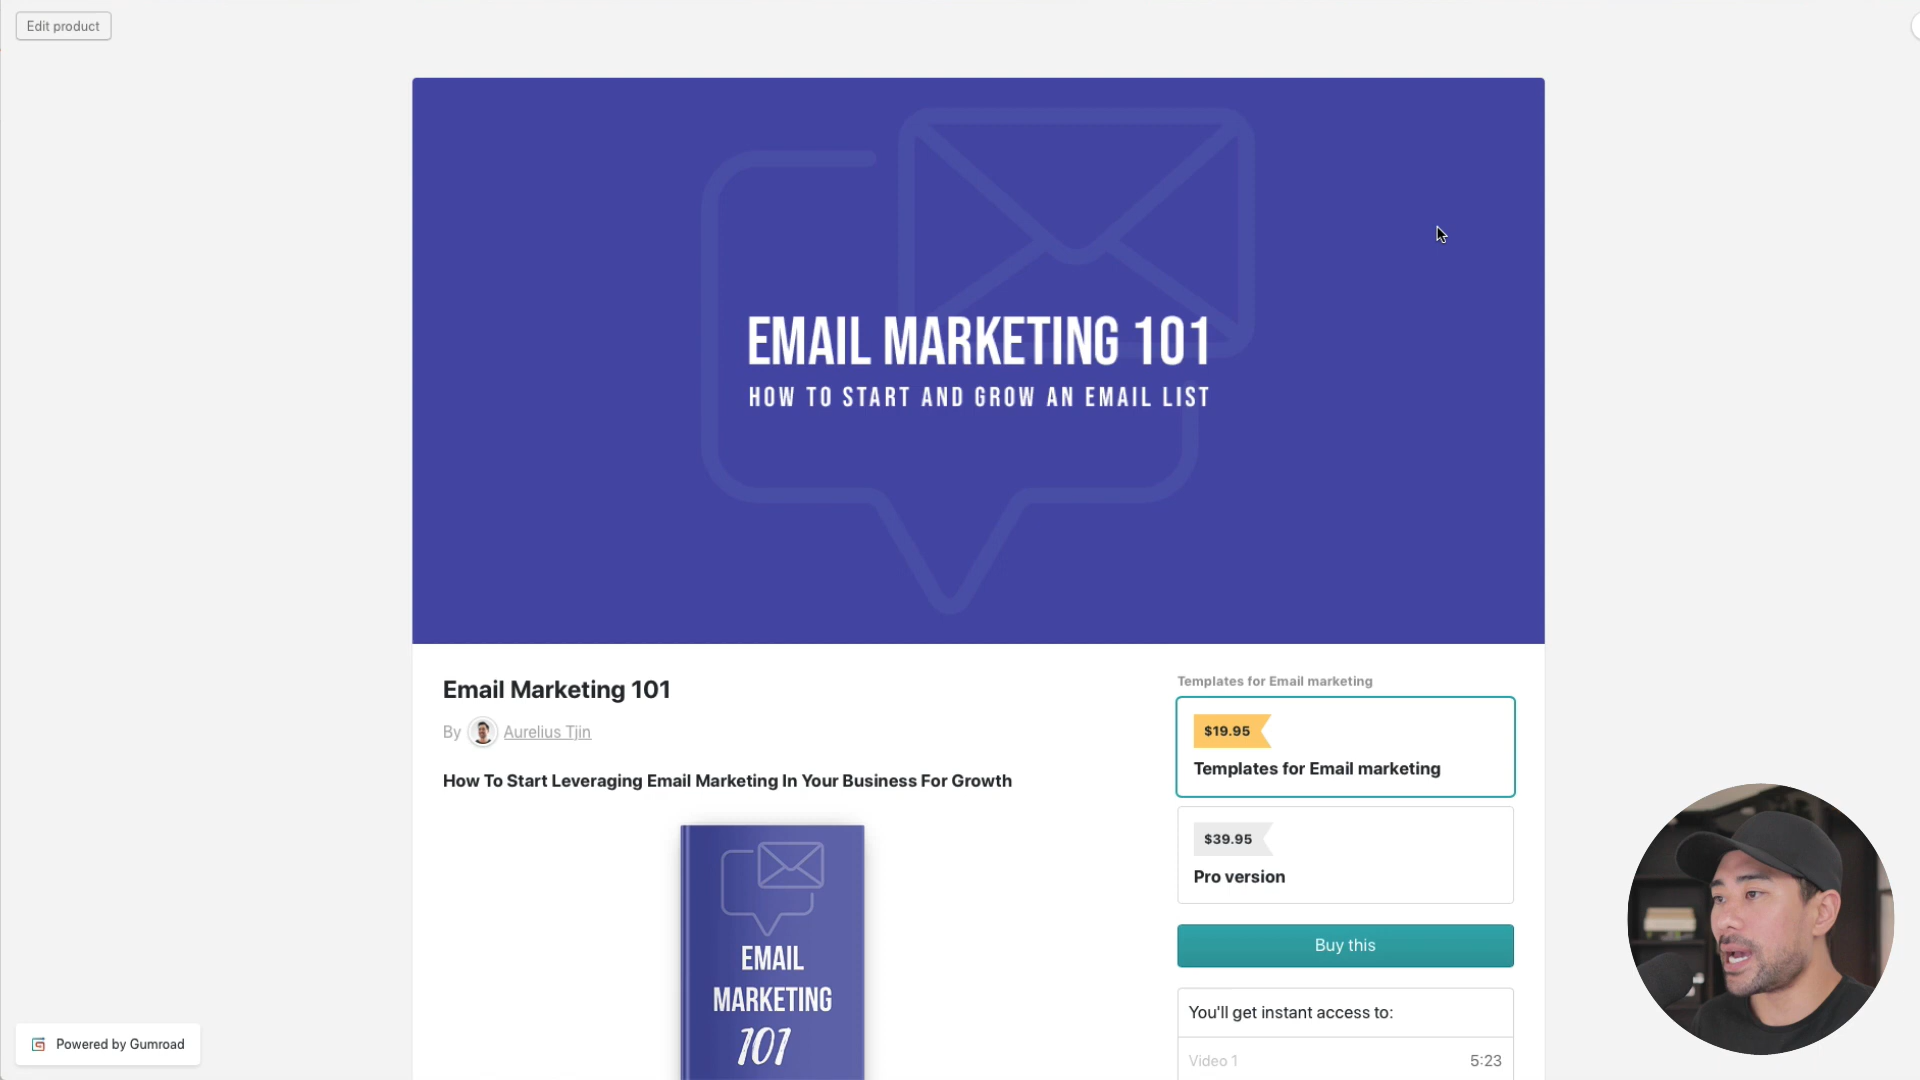 Edit product
EMAIL MARKETING 101
HOW TO START AND GROW AN EMAIL LIST
Email Marketing 101
By Aurelius Tjin
How To Start Leveraging Email Marketing In Your Business For Growth
EMAIL
MARKETING
101
Templates for Email marketing
$19.95
Templates for Email marketing
$39.95
Pro version
Buy this
You'll get instant access to:
Video 1 5:23
Powered by Gumroad